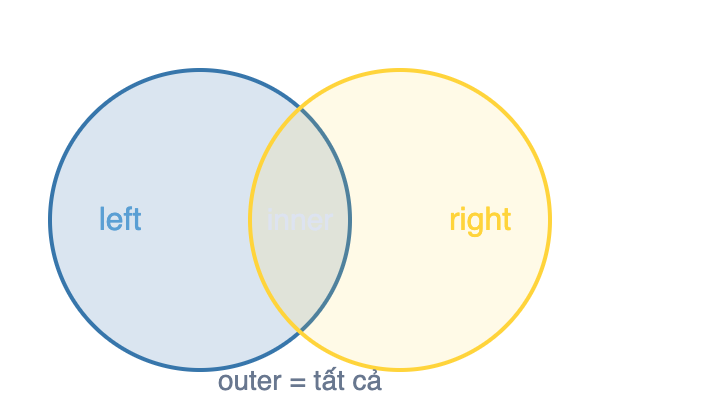 left inner right
outer = tất cả